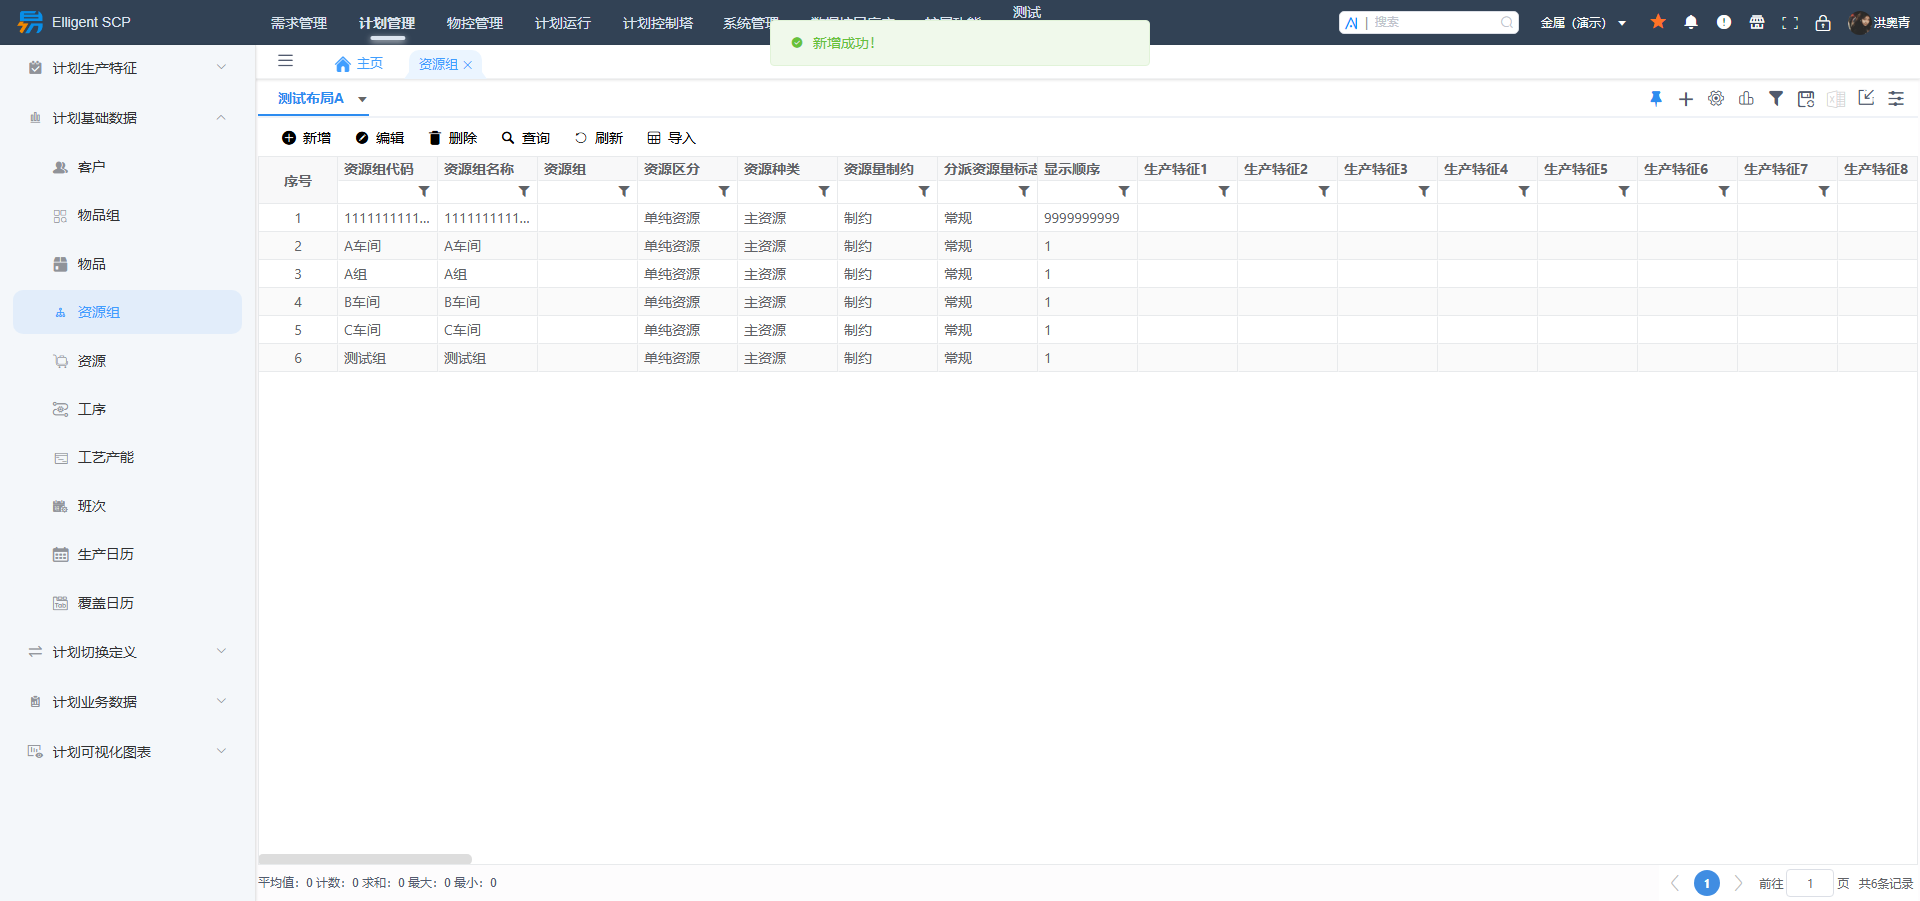 Elligent SCP
需求管理 计划管理 物控管理 计划运行 计划控制塔 系统管理
测试
AI | 搜索
金属（演示）
洪奥青
新增成功！
主页
资源组
测试布局A
新增 编辑 删除 查询 刷新 导入
计划生产特征
计划基础数据
客户
物品组
物品
资源组
资源
工序
工艺产能
班次
生产日历
覆盖日历
计划切换定义
计划业务数据
计划可视化图表
序号 资源组代码 资源组名称 资源组 资源区分 资源种类 资源量制约 分派资源量标志 显示顺序 生产特征1 生产特征2 生产特征3 生产特征4 生产特征5 生产特征6 生产特征7 生产特征8
1 1111111111... 1111111111... 单纯资源 主资源 制约 常规 9999999999
2 A车间 A车间 单纯资源 主资源 制约 常规 1
3 A组 A组 单纯资源 主资源 制约 常规 1
4 B车间 B车间 单纯资源 主资源 制约 常规 1
5 C车间 C车间 单纯资源 主资源 制约 常规 1
6 测试组 测试组 单纯资源 主资源 制约 常规 1
平均值：0 计数：0 求和：0 最大：0 最小：0
1
前往 1 页 共6条记录